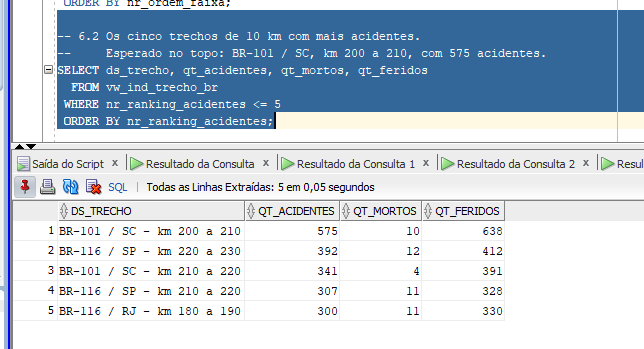 ORDER BY nr_ordem_faixa;
-- 6.2 Os cinco trechos de 10 km com mais acidentes.
--     Esperado no topo: BR-101 / SC, km 200 a 210, com 575 acidentes.
SELECT ds_trecho, qt_acidentes, qt_mortos, qt_feridos
FROM vw_ind_trecho_br
WHERE nr_ranking_acidentes <= 5
ORDER BY nr_ranking_acidentes;
Saída do Script x Resultado da Consulta x Resultado da Consulta 1 x Resultado da Consulta 2 x Resul
SQL | Todas as Linhas Extraídas: 5 em 0,05 segundos
DS_TRECHO QT_ACIDENTES QT_MORTOS QT_FERIDOS
1 BR-101 / SC - km 200 a 210 575 10 638
2 BR-116 / SP - km 220 a 230 392 12 412
3 BR-101 / SC - km 210 a 220 341 4 391
4 BR-116 / SP - km 210 a 220 307 11 328
5 BR-116 / RJ - km 180 a 190 300 11 330